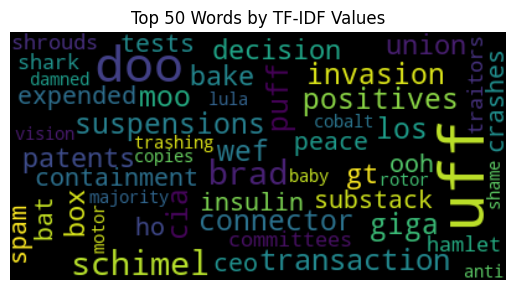 Top 50 Words by TF-IDF Values
shrouds
tests
decision
union
traitors
crashes
shark
damned
doo
bake
puff
invasion
expended
moo
lula
positives
suspensions
cobalt
los
uff
vision
trashing
wef
peace
patents
copies
containment
brad
baby
gt
ooh
rotor
shame
majority
cia
insulin
substack
spam
bat
box
motor
ho
connector
giga
committees
hamlet
schimel
ceo
transaction
anti